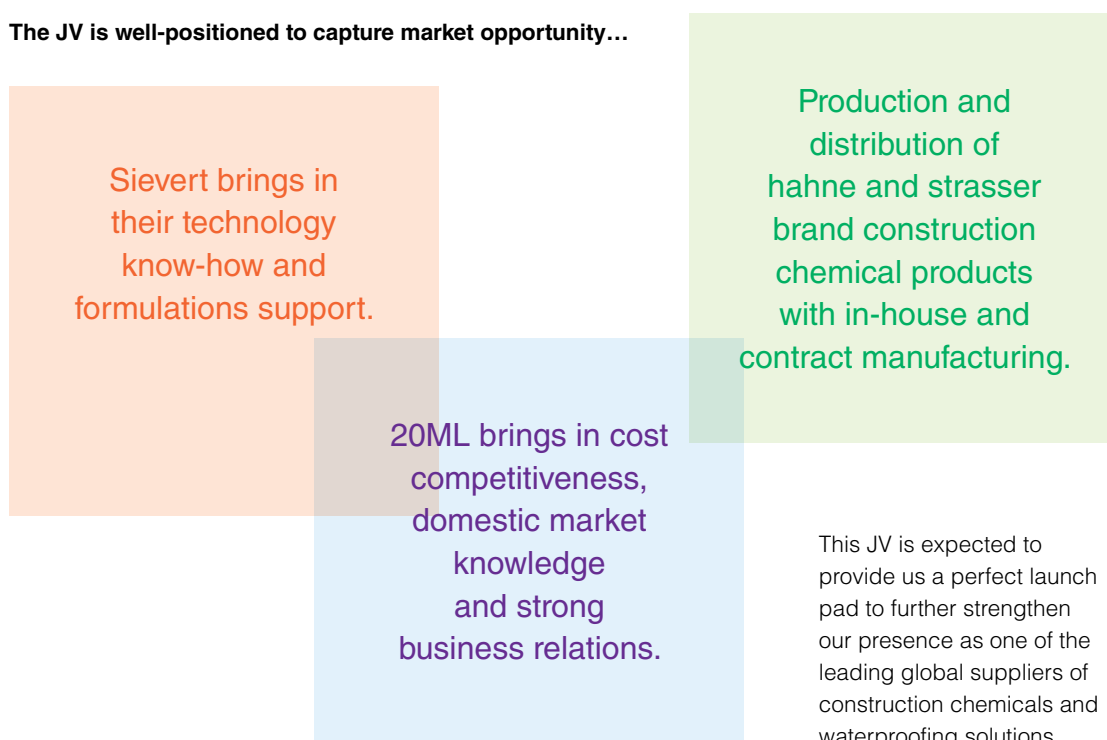 The JV is well-positioned to capture market opportunity…
Sievert brings in
their technology
know-how and
formulations support.
Production and
distribution of
hahne and strasser
brand construction
chemical products
with in-house and
contract manufacturing.
20ML brings in cost
competitiveness,
domestic market
knowledge
and strong
business relations.
This JV is expected to
provide us a perfect launch
pad to further strengthen
our presence as one of the
leading global suppliers of
construction chemicals and
waterproofing solutions